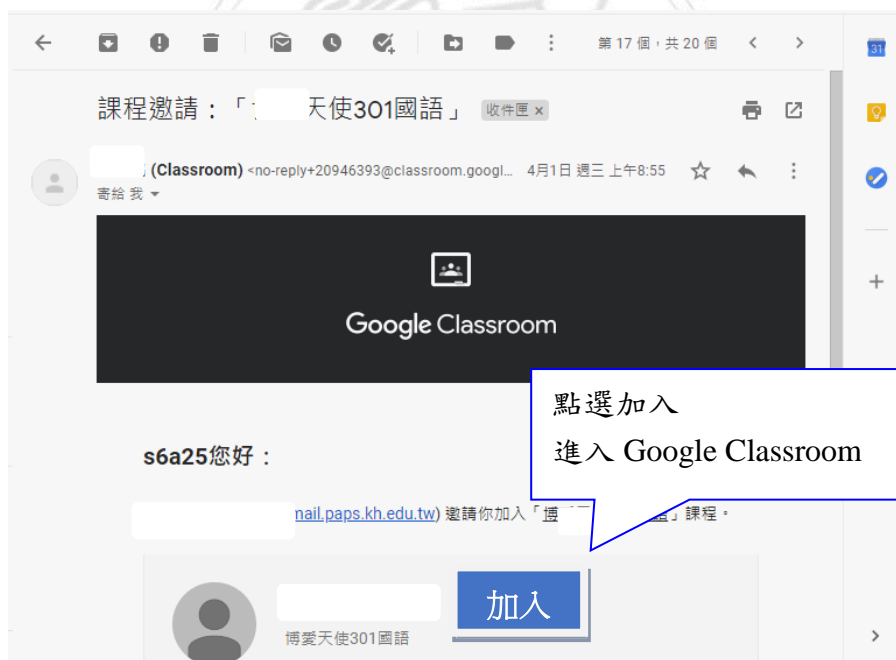 第 17 個，共 20 個
31
課程邀請：「 天使301國語」 收件匣 ×
(Classroom) <no-reply+20946393@classroom.googl... 4月1日 週三 上午8:55
寄給 我
Google Classroom
點選加入
進入 Google Classroom
s6a25您好：
mail.paps.kh.edu.tw) 邀請你加入「博 語」課程。
加入
博愛天使301國語